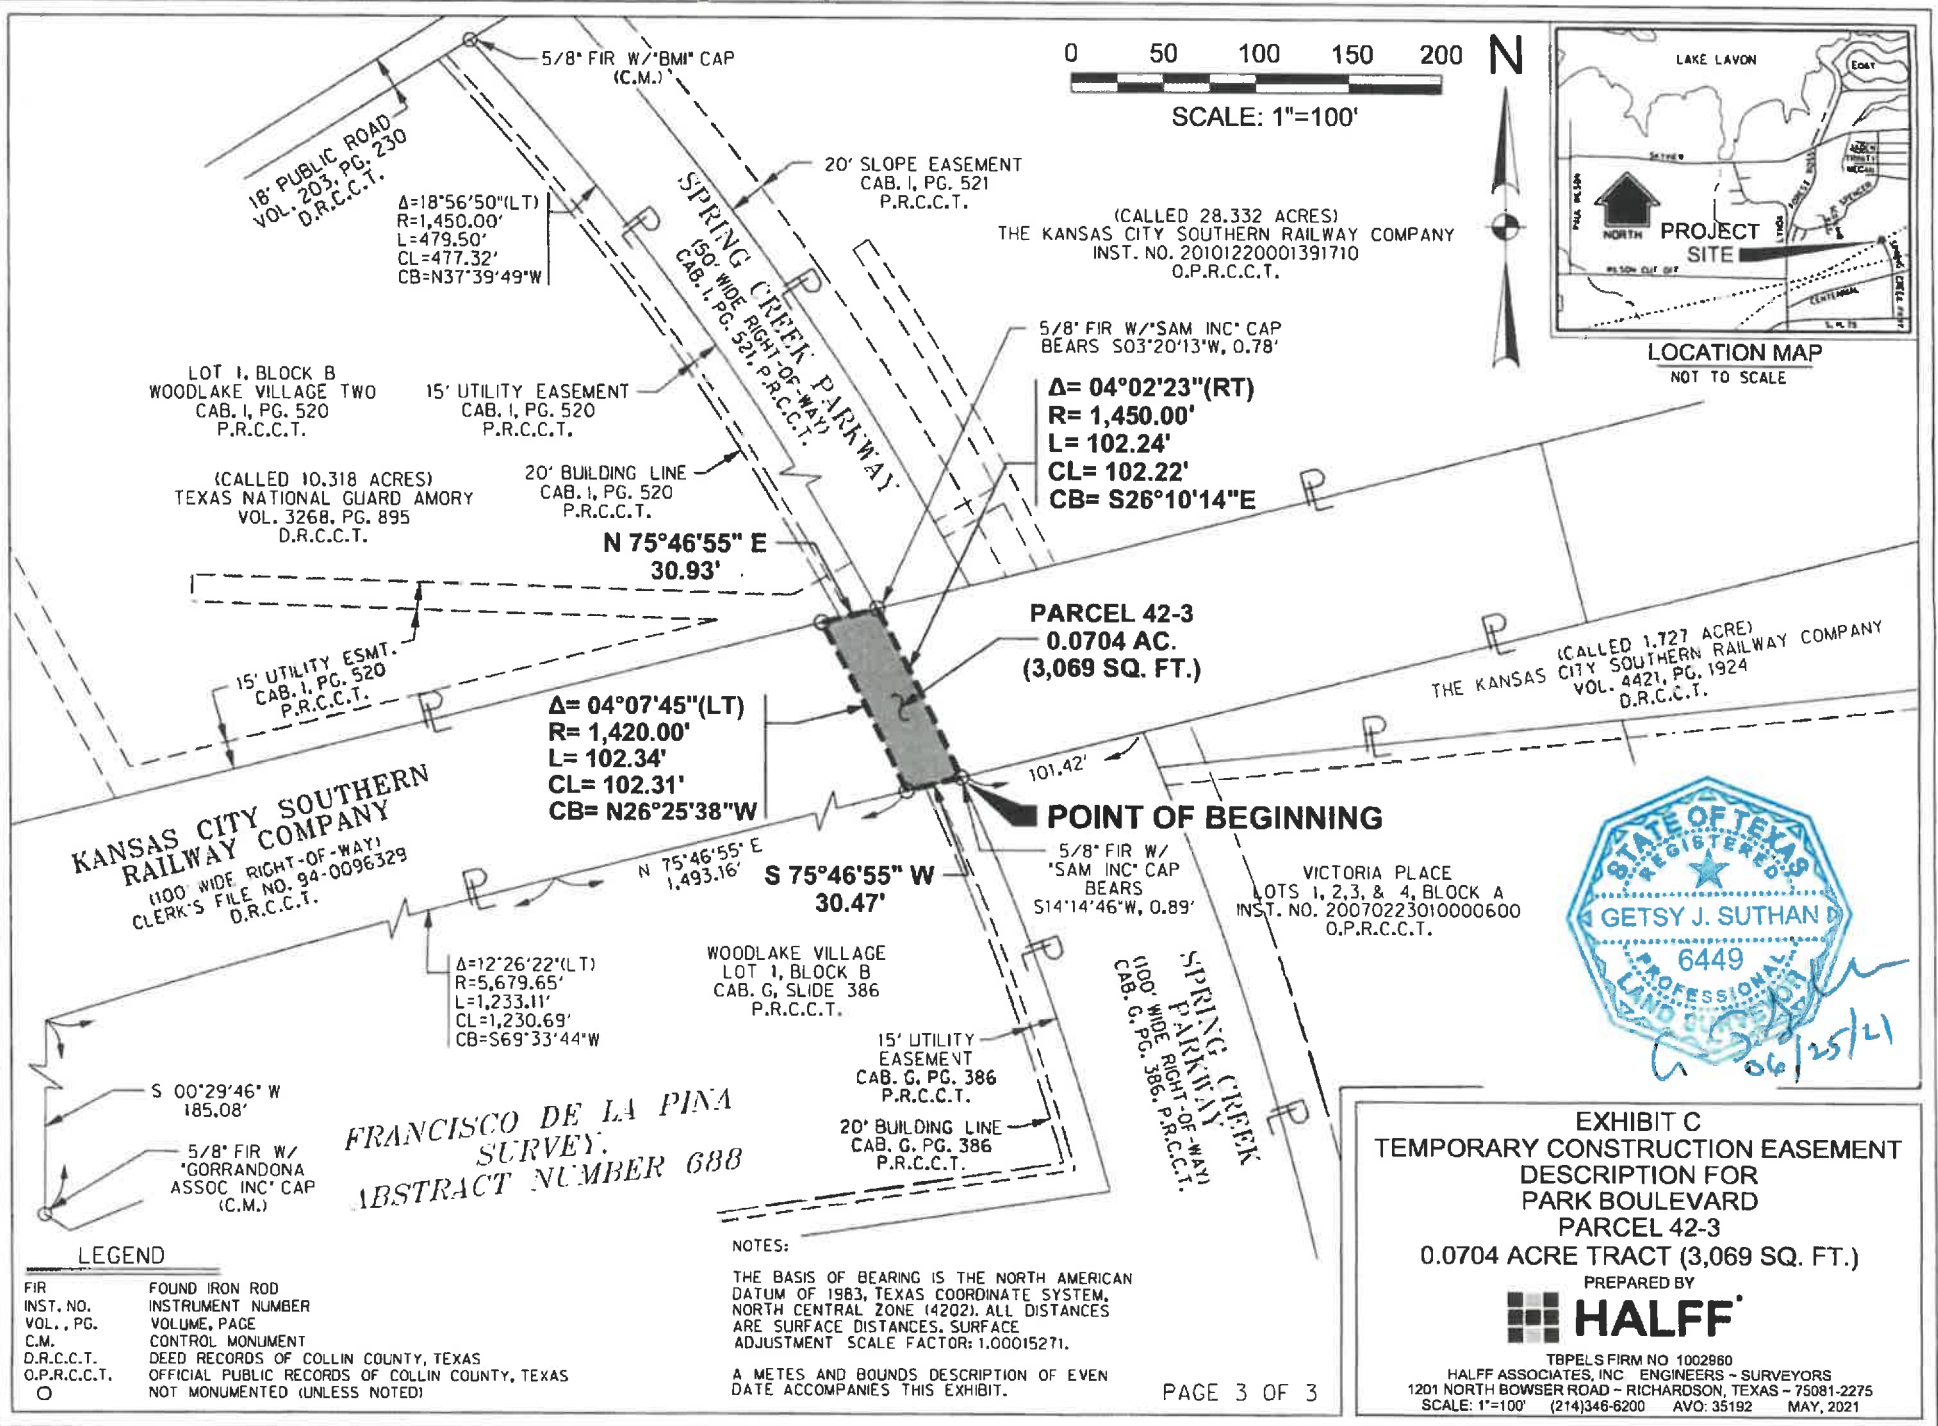 5/8" FIR W/"BMI" CAP
(C.M.)
0 50 100 150 200
SCALE: 1"=100'
N
LAKE LAVON
SKYVIEW
PAUL WILSON
FOREST ROSS
SPENCER
NORTH
PROJECT
SITE
WILSON CUT OFF
CENTENNIAL
S.H. 78
LOCATION MAP
NOT TO SCALE
18' PUBLIC ROAD
VOL. 203, PG. 230
D.R.C.C.T.
Δ=18°56'50"(LT)
R=1,450.00'
L=479.50'
CL=477.32'
CB=N37°39'49"W
20' SLOPE EASEMENT
CAB. I, PG. 521
P.R.C.C.T.
SPRING CREEK PARKWAY
(150' WIDE RIGHT-OF-WAY)
CAB. I, PG. 521, P.R.C.C.T.
(CALLED 28.332 ACRES)
THE KANSAS CITY SOUTHERN RAILWAY COMPANY
INST. NO. 20101220001391710
O.P.R.C.C.T.
5/8" FIR W/"SAM INC" CAP
BEARS S03°20'13"W, 0.78'
Δ= 04°02'23"(RT)
R= 1,450.00'
L= 102.24'
CL= 102.22'
CB= S26°10'14"E
LOT 1, BLOCK B
WOODLAKE VILLAGE TWO
CAB. I, PG. 520
P.R.C.C.T.
15' UTILITY EASEMENT
CAB. I, PG. 520
P.R.C.C.T.
(CALLED 10.318 ACRES)
TEXAS NATIONAL GUARD AMORY
VOL. 3268, PG. 895
D.R.C.C.T.
20' BUILDING LINE
CAB. I, PG. 520
P.R.C.C.T.
N 75°46'55" E
30.93'
PARCEL 42-3
0.0704 AC.
(3,069 SQ. FT.)
(CALLED 1.727 ACRE)
THE KANSAS CITY SOUTHERN RAILWAY COMPANY
VOL. 4421, PG. 1924
D.R.C.C.T.
15' UTILITY ESMT.
CAB. I, PG. 520
P.R.C.C.T.
Δ= 04°07'45"(LT)
R= 1,420.00'
L= 102.34'
CL= 102.31'
CB= N26°25'38"W
101.42'
POINT OF BEGINNING
KANSAS CITY SOUTHERN
RAILWAY COMPANY
(100' WIDE RIGHT-OF-WAY)
CLERK'S FILE NO. 94-0096329
D.R.C.C.T.
N 75°46'55" E
1,493.16'
S 75°46'55" W
30.47'
5/8" FIR W/
"SAM INC" CAP
BEARS
S14°14'46"W, 0.89'
VICTORIA PLACE
LOTS 1, 2,3, & 4, BLOCK A
INST. NO. 20070223010000600
O.P.R.C.C.T.
STATE OF TEXAS
REGISTERED
GETSY J. SUTHAN
6449
PROFESSIONAL
LAND SURVEYOR
06/25/21
Δ=12°26'22"(LT)
R=5,679.65'
L=1,233.11'
CL=1,230.69'
CB=S69°33'44"W
WOODLAKE VILLAGE
LOT 1, BLOCK B
CAB. G, SLIDE 386
P.R.C.C.T.
SPRING CREEK
PARKWAY
(100' WIDE RIGHT-OF-WAY)
CAB. G, PG. 386, P.R.C.C.T.
15' UTILITY
EASEMENT
CAB. G, PG. 386
P.R.C.C.T.
20' BUILDING LINE
CAB. G, PG. 386
P.R.C.C.T.
S 00°29'46" W
185.08'
5/8" FIR W/
"GORRANDONA
ASSOC INC" CAP
(C.M.)
FRANCISCO DE LA PINA
SURVEY,
ABSTRACT NUMBER 688
LEGEND
FIR FOUND IRON ROD
INST. NO. INSTRUMENT NUMBER
VOL., PG. VOLUME, PAGE
C.M. CONTROL MONUMENT
D.R.C.C.T. DEED RECORDS OF COLLIN COUNTY, TEXAS
O.P.R.C.C.T. OFFICIAL PUBLIC RECORDS OF COLLIN COUNTY, TEXAS
O NOT MONUMENTED (UNLESS NOTED)
NOTES:
THE BASIS OF BEARING IS THE NORTH AMERICAN
DATUM OF 1983, TEXAS COORDINATE SYSTEM,
NORTH CENTRAL ZONE (4202). ALL DISTANCES
ARE SURFACE DISTANCES. SURFACE
ADJUSTMENT SCALE FACTOR: 1.00015271.
A METES AND BOUNDS DESCRIPTION OF EVEN
DATE ACCOMPANIES THIS EXHIBIT.
PAGE 3 OF 3
EXHIBIT C
TEMPORARY CONSTRUCTION EASEMENT
DESCRIPTION FOR
PARK BOULEVARD
PARCEL 42-3
0.0704 ACRE TRACT (3,069 SQ. FT.)
PREPARED BY
HALFF
TBPELS FIRM NO 1002960
HALFF ASSOCIATES, INC ENGINEERS ~ SURVEYORS
1201 NORTH BOWSER ROAD ~ RICHARDSON, TEXAS ~ 75081-2275
SCALE: 1"=100' (214)346-6200 AVO: 35192 MAY, 2021